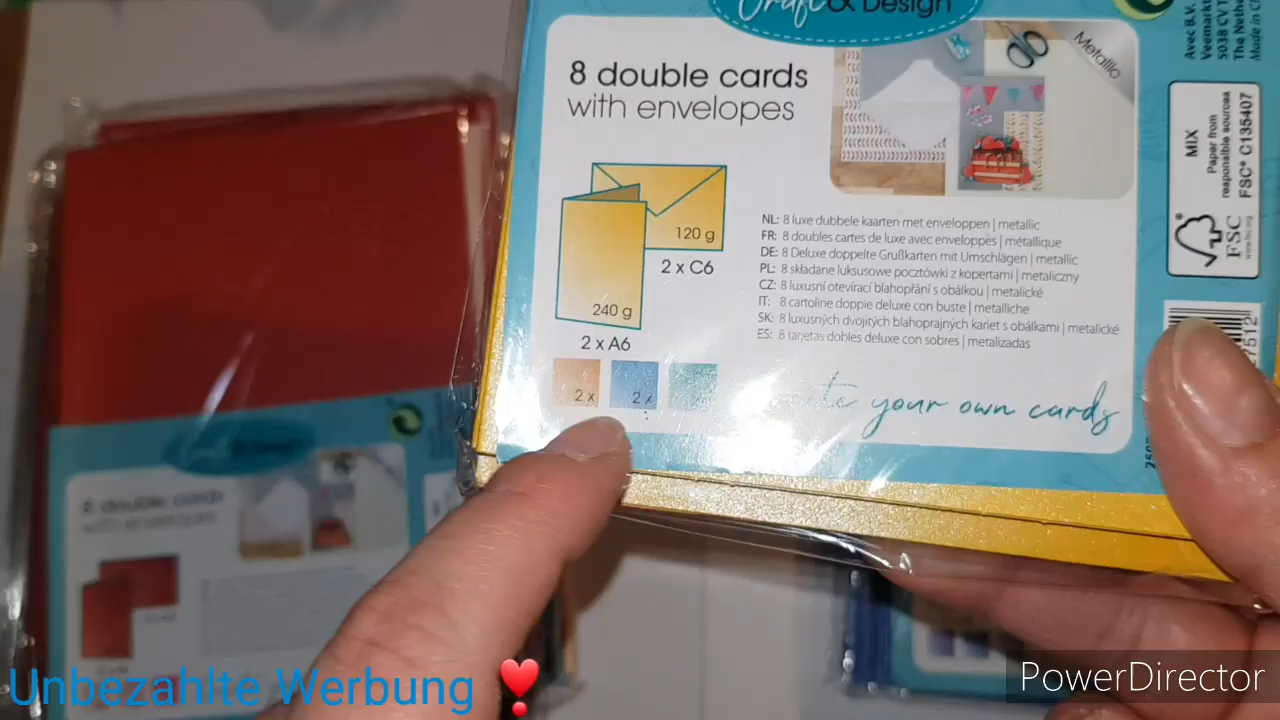 Craft & Design
8 double cards
with envelopes
Metallic
120 g
2 x C6
240 g
2 x A6
2 x
2 x
NL: 8 luxe dubbele kaarten met enveloppen | metallic
FR: 8 doubles cartes de luxe avec enveloppes | métallique
DE: 8 Deluxe doppelte Grußkarten mit Umschlägen | metallic
PL: 8 składane luksusowe pocztówki z kopertami | metaliczny
CZ: 8 luxusní otevírací blahopřání s obálkou | metalické
IT: 8 cartoline doppie deluxe con buste | metalliche
SK: 8 luxusných dvojitých blahoprajných kariet s obálkami | metalické
ES: 8 tarjetas dobles deluxe con sobres | metalizadas
your own cards
Avec B.V.
Veemarkt
5038 CV T
The Nethe
Made in C
MIX
Paper from
responsible sources
FSC® C135407
FSC
7512
8 double cards
with envelopes
Unbezahlte Werbung
PowerDirector